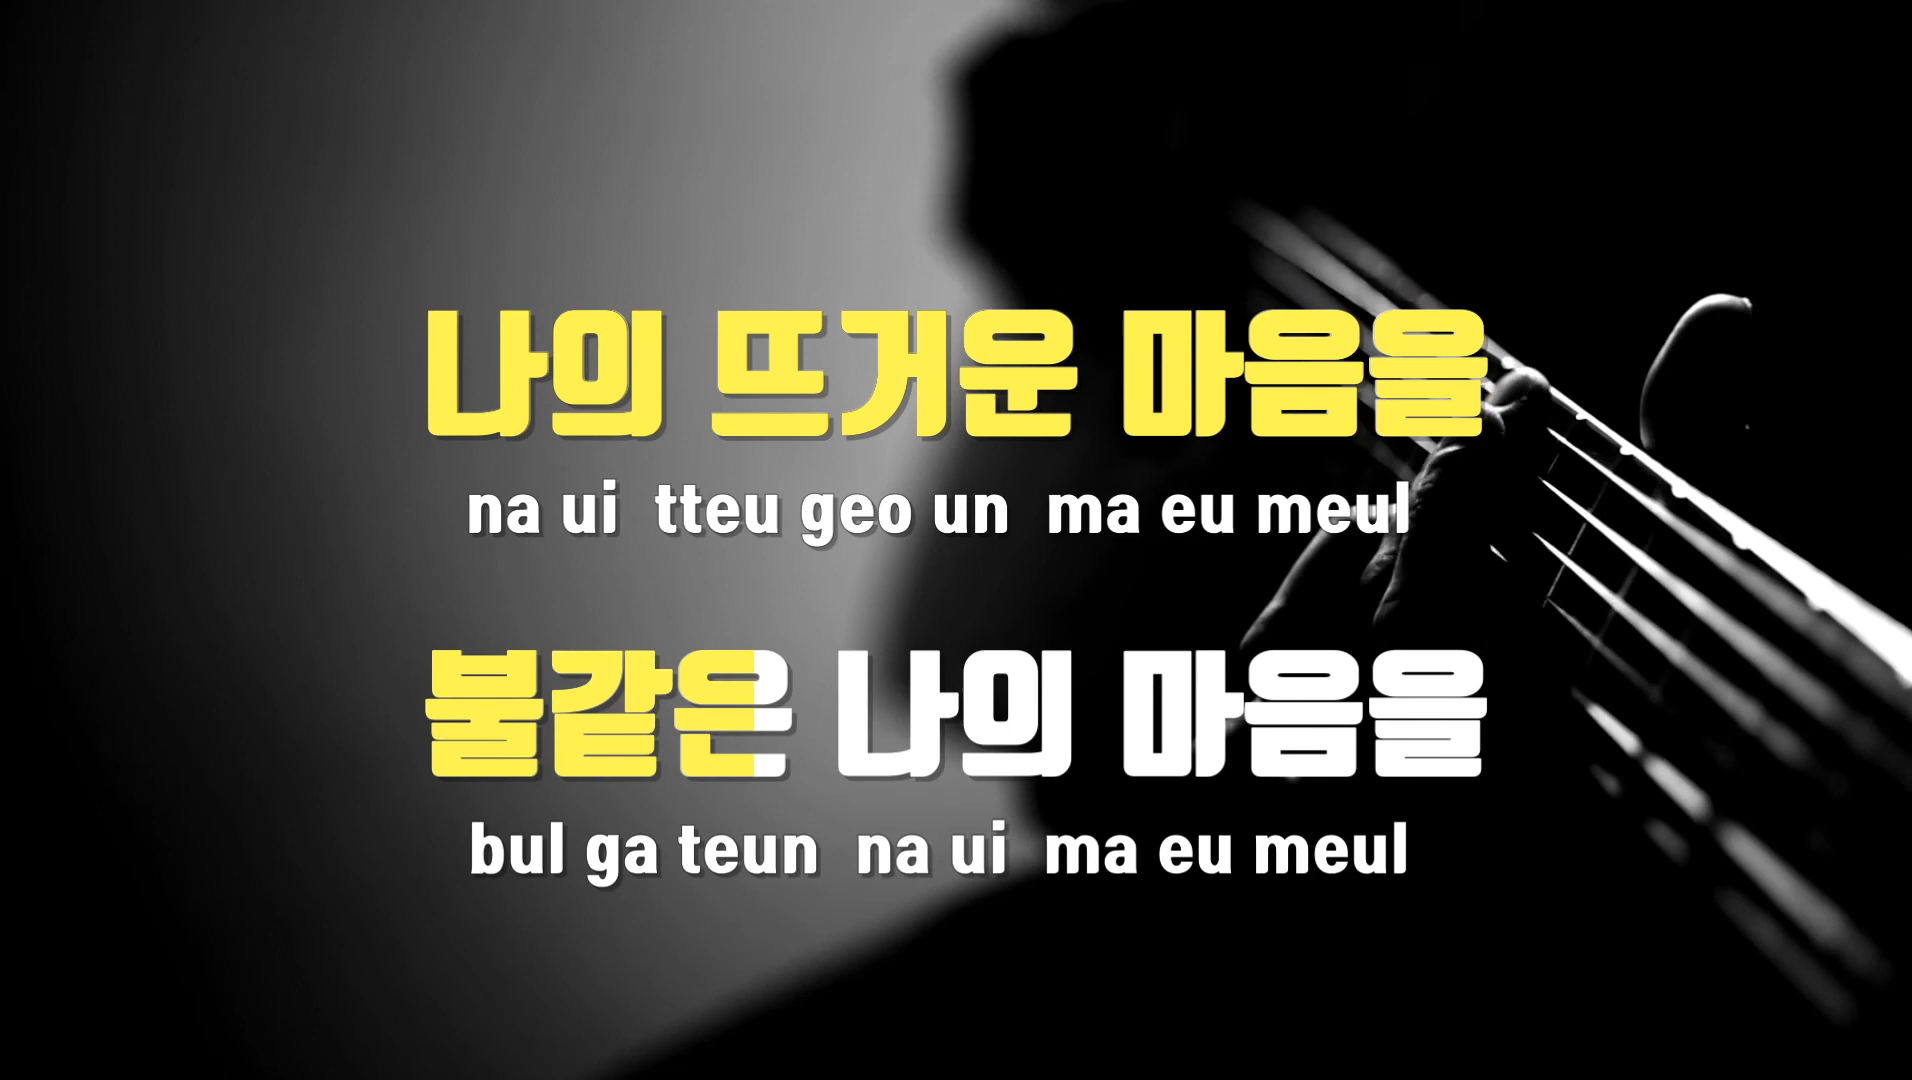 나의 뜨거운 마음을
na ui tteu geo un ma eu meul
불같은 나의 마음을
bul ga teun na ui ma eu meul